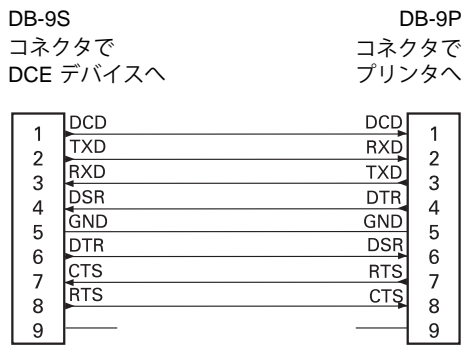 DB-9S DB-9P
コネクタで コネクタで
DCE デバイスへ プリンタへ
1 DCD DCD 1
2 TXD RXD 2
3 RXD TXD 3
4 DSR DTR 4
5 GND GND 5
6 DTR DSR 6
7 CTS RTS 7
8 RTS CTS 8
9 9